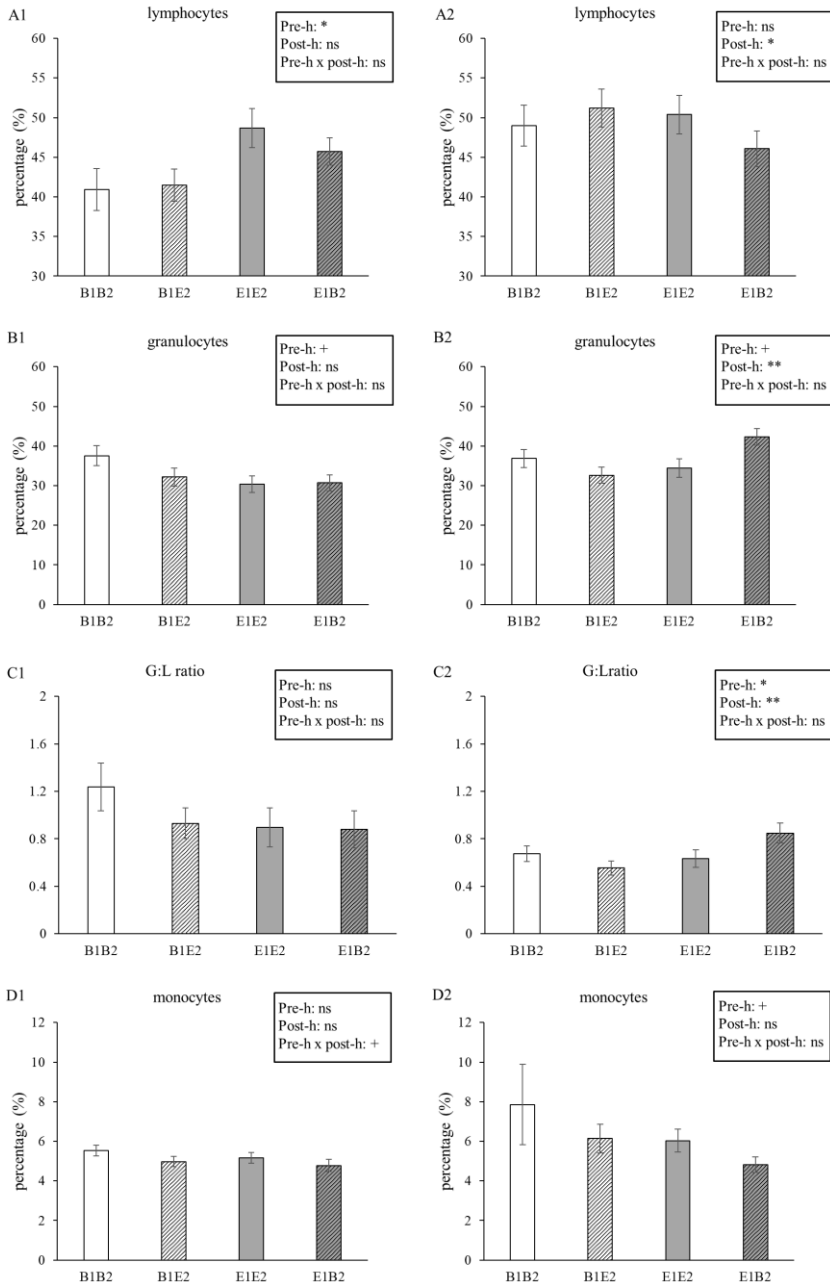 A1
lymphocytes
Pre-h: *
Post-h: ns
Pre-h x post-h: ns
percentage (%)
60
55
50
45
40
35
30
B1B2 B1E2 E1E2 E1B2
A2
lymphocytes
Pre-h: ns
Post-h: *
Pre-h x post-h: ns
percentage (%)
60
55
50
45
40
35
30
B1B2 B1E2 E1E2 E1B2
B1
granulocytes
Pre-h: +
Post-h: ns
Pre-h x post-h: ns
percentage (%)
60
50
40
30
20
10
0
B1B2 B1E2 E1E2 E1B2
B2
granulocytes
Pre-h: +
Post-h: **
Pre-h x post-h: ns
percentage (%)
60
50
40
30
20
10
0
B1B2 B1E2 E1E2 E1B2
C1
G:L ratio
Pre-h: ns
Post-h: ns
Pre-h x post-h: ns
2
1.6
1.2
0.8
0.4
0
B1B2 B1E2 E1E2 E1B2
C2
G:Lratio
Pre-h: *
Post-h: **
Pre-h x post-h: ns
2
1.6
1.2
0.8
0.4
0
B1B2 B1E2 E1E2 E1B2
D1
monocytes
Pre-h: ns
Post-h: ns
Pre-h x post-h: +
percentage (%)
12
10
8
6
4
2
0
B1B2 B1E2 E1E2 E1B2
D2
monocytes
Pre-h: +
Post-h: ns
Pre-h x post-h: ns
percentage (%)
12
10
8
6
4
2
0
B1B2 B1E2 E1E2 E1B2